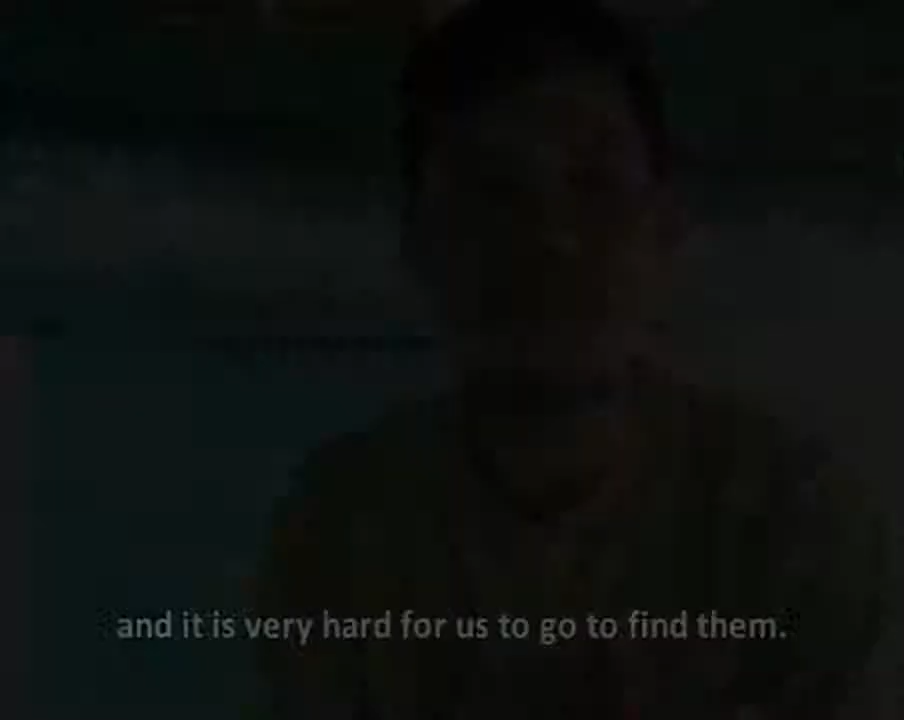 and it is very hard for us to go to find them.